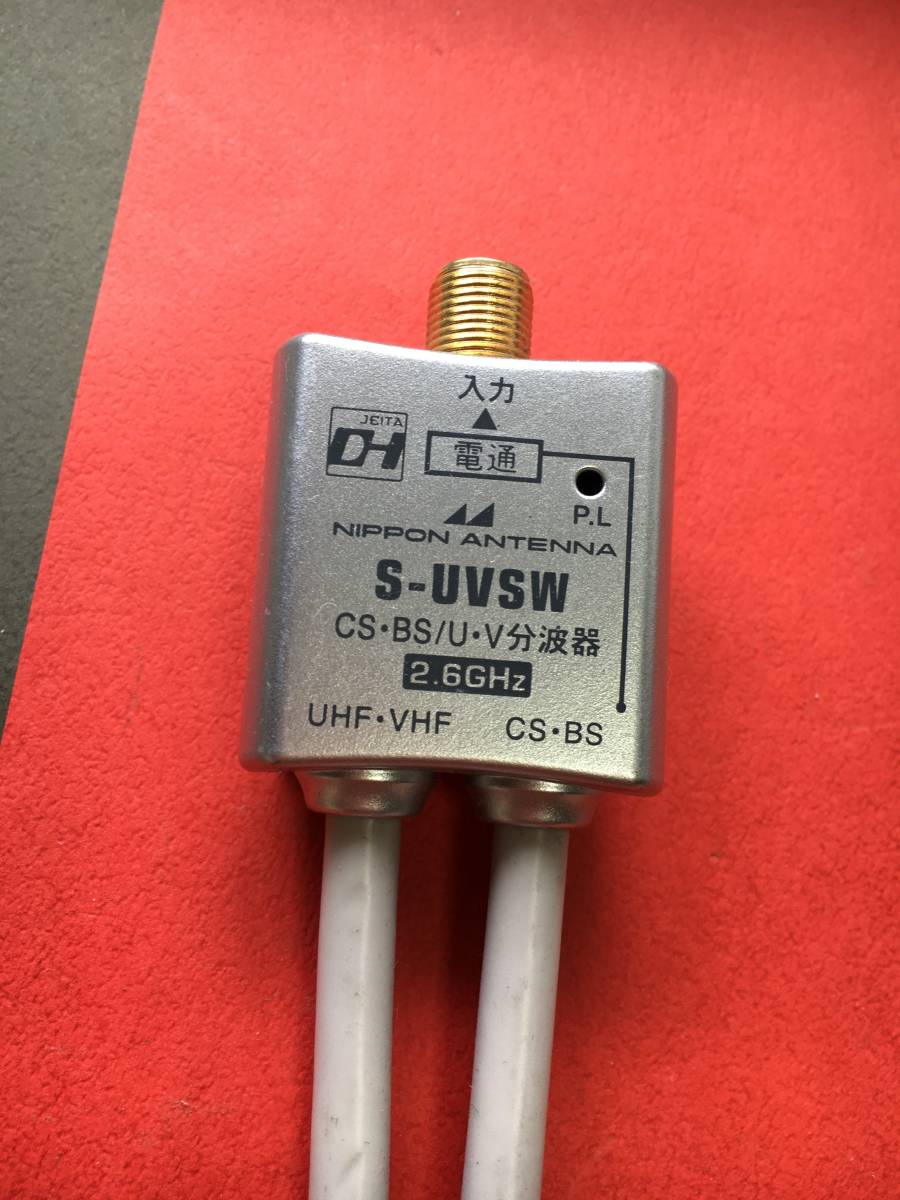 入力
▲
JEITA
DH
電通
P.L
NIPPON ANTENNA
S-UVSW
CS・BS/U・V分波器
2.6GHz
UHF・VHF
CS・BS